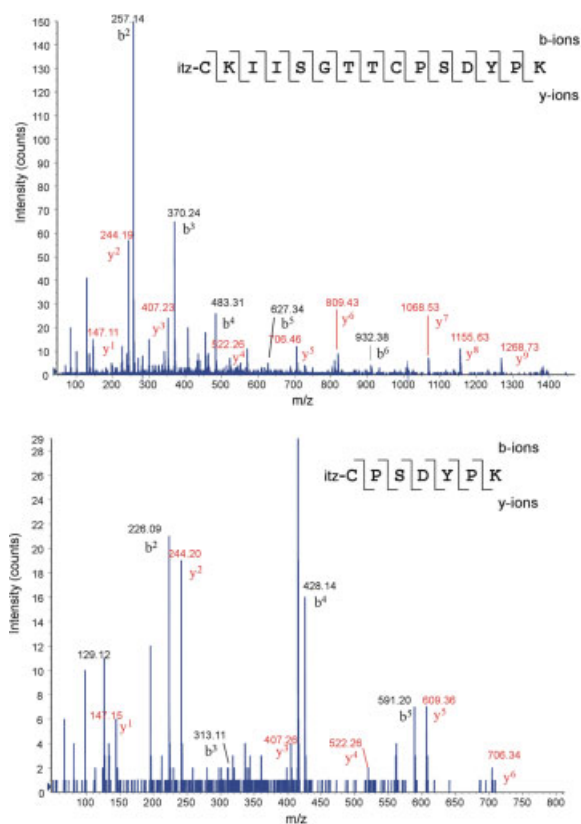 257.14
b²
b-ions
itz-CKIISGTTCPSDYPK
y-ions
370.24
b³
244.19
y²
809.43
y⁶
1068.53
y⁷
407.23
y³
483.31
b⁴
627.34
b⁵
932.38
b⁶
147.11
y¹
522.26
y⁴
706.46
y⁵
1155.63
y⁸
1268.73
y⁹
Intensity (counts)
150
140
130
120
110
100
90
80
70
60
50
40
30
20
10
0
100 200 300 400 500 600 700 800 900 1000 1100 1200 1300 1400
m/z
b-ions
itz-CPSDYPK
y-ions
226.09
b²
244.20
y²
428.14
b⁴
129.12
147.15
y¹
313.11
b³
407.26
y³
591.20
b⁵
609.36
y⁵
522.26
y⁴
706.34
y⁶
Intensity (counts)
29
28
26
24
22
20
18
16
14
12
10
8
6
4
2
0
100 150 200 250 300 350 400 450 500 550 600 650 700 750 800
m/z